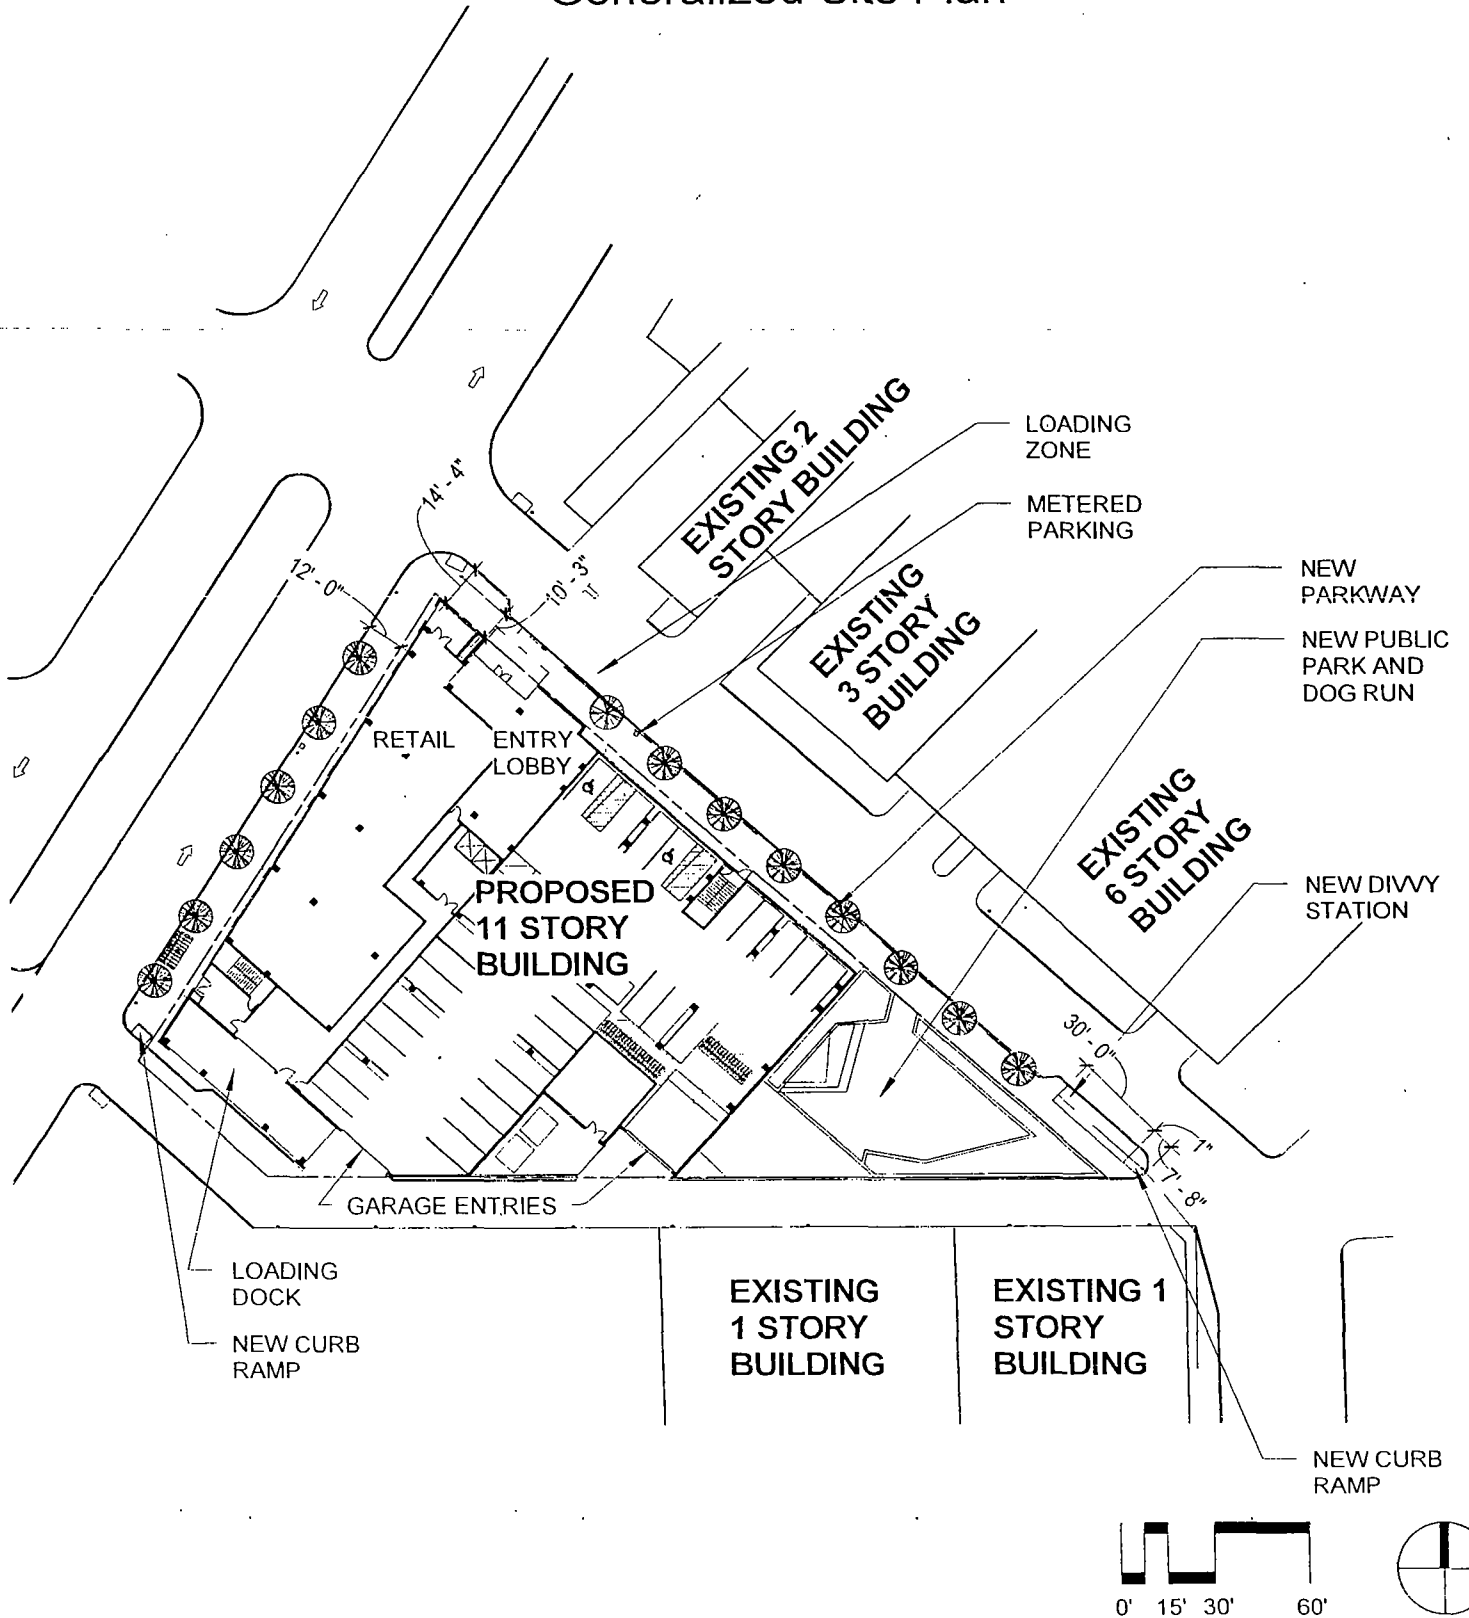 Generalized Site Plan
LOADING
ZONE
METERED
PARKING
NEW
PARKWAY
NEW PUBLIC
PARK AND
DOG RUN
NEW DIVVY
STATION
EXISTING 2
STORY BUILDING
EXISTING
3 STORY
BUILDING
EXISTING
6 STORY
BUILDING
14' - 4"
12' - 0"
10' - 3"
RETAIL
ENTRY
LOBBY
PROPOSED
11 STORY
BUILDING
30' - 0"
7' - 8"
GARAGE ENTRIES
LOADING
DOCK
NEW CURB
RAMP
EXISTING
1 STORY
BUILDING
EXISTING 1
STORY
BUILDING
NEW CURB
RAMP
0' 15' 30' 60'